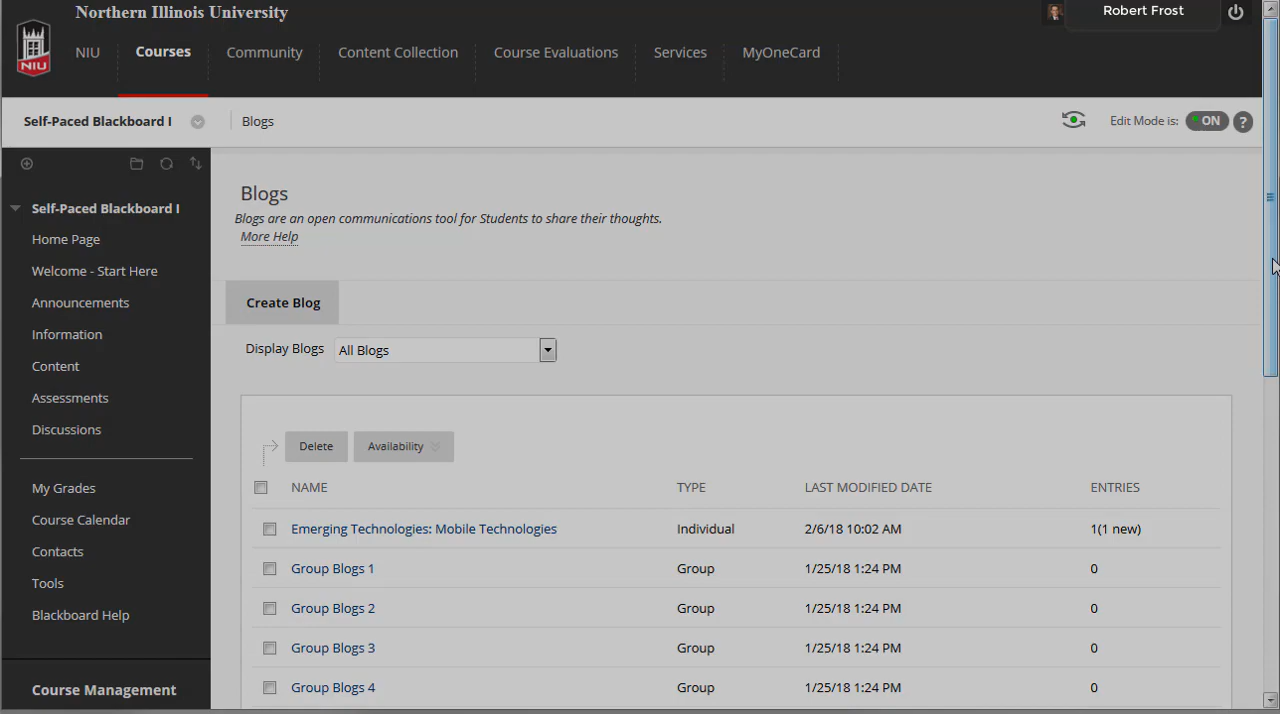 Northern Illinois University
Robert Frost
NIU
NIU
Courses
Community
Content Collection
Course Evaluations
Services
MyOneCard
Self-Paced Blackboard I
Blogs
Edit Mode is:
ON
?
Self-Paced Blackboard I
Home Page
Welcome - Start Here
Announcements
Information
Content
Assessments
Discussions
My Grades
Course Calendar
Contacts
Tools
Blackboard Help
Course Management
Blogs
Blogs are an open communications tool for Students to share their thoughts.
More Help
Create Blog
Display Blogs All Blogs
Delete Availability
NAME TYPE LAST MODIFIED DATE ENTRIES
Emerging Technologies: Mobile Technologies Individual 2/6/18 10:02 AM 1(1 new)
Group Blogs 1 Group 1/25/18 1:24 PM 0
Group Blogs 2 Group 1/25/18 1:24 PM 0
Group Blogs 3 Group 1/25/18 1:24 PM 0
Group Blogs 4 Group 1/25/18 1:24 PM 0